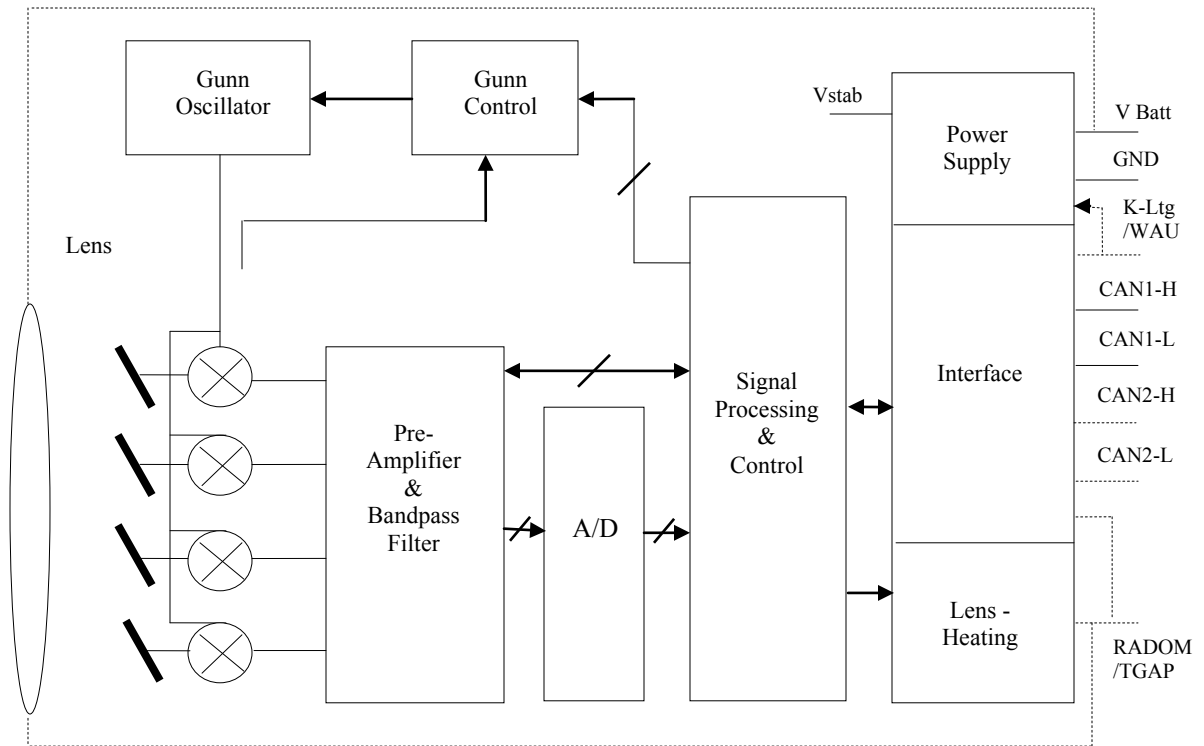 Gunn
Oscillator
Gunn
Control
Vstab
Power
Supply
V Batt
GND
K-Ltg
/WAU
Lens
CAN1-H
CAN1-L
CAN2-H
CAN2-L
Interface
Signal
Processing
&
Control
Pre-
Amplifier
&
Bandpass
Filter
A/D
Lens -
Heating
RADOM
/TGAP